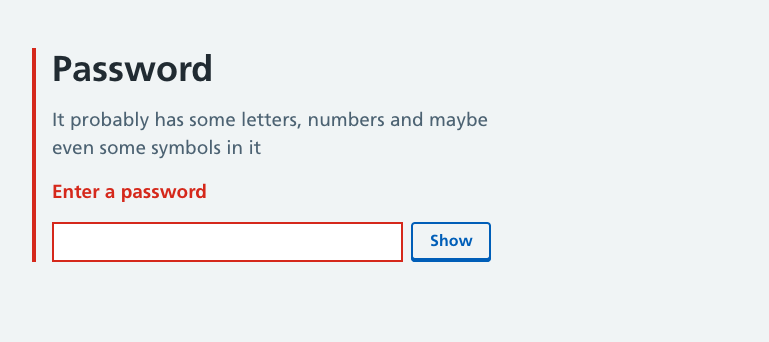 Password
It probably has some letters, numbers and maybe
even some symbols in it
Enter a password
Show